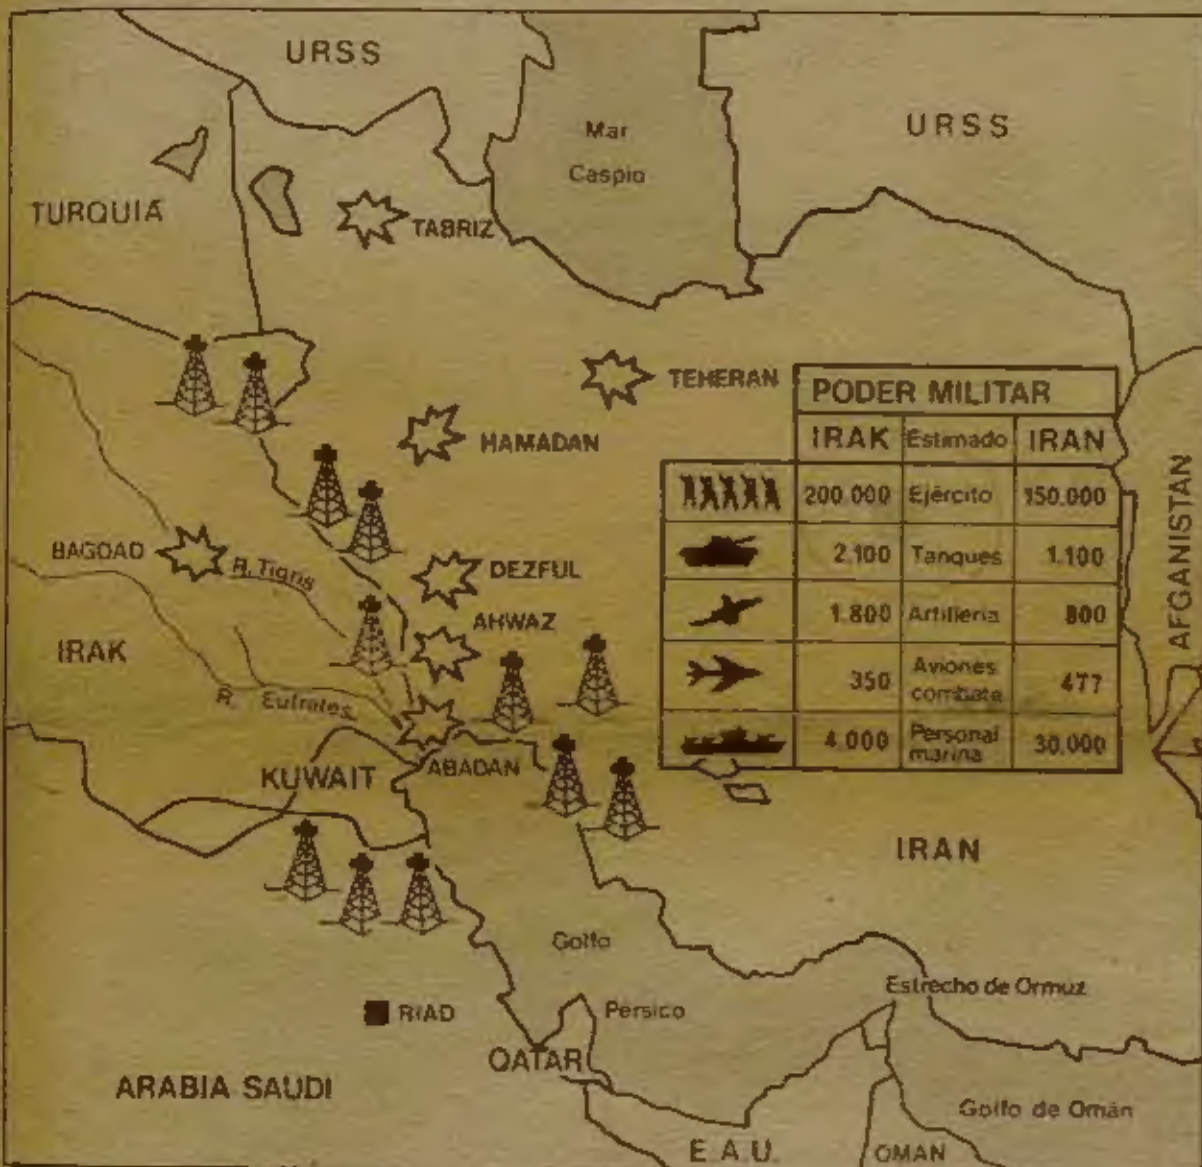 URSS
URSS
Mar
Caspio
TURQUIA
TABRIZ
TEHERAN
HAMADAN
PODER MILITAR
IRAK Estimado IRAN
200.000 Ejército 150.000
2.100 Tanques 1.100
1.800 Artillería 800
350 Aviones combate 477
4.000 Personal marina 30.000
AFGANISTAN
BAGDAD
R. Tigris
DEZFUL
AHWAZ
IRAK
R. Eufrates
ABADAN
KUWAIT
IRAN
Golfo
Pérsico
Estrecho de Ormuz
RIAD
QATAR
ARABIA SAUDI
Golfo de Omán
E.A.U.
OMAN